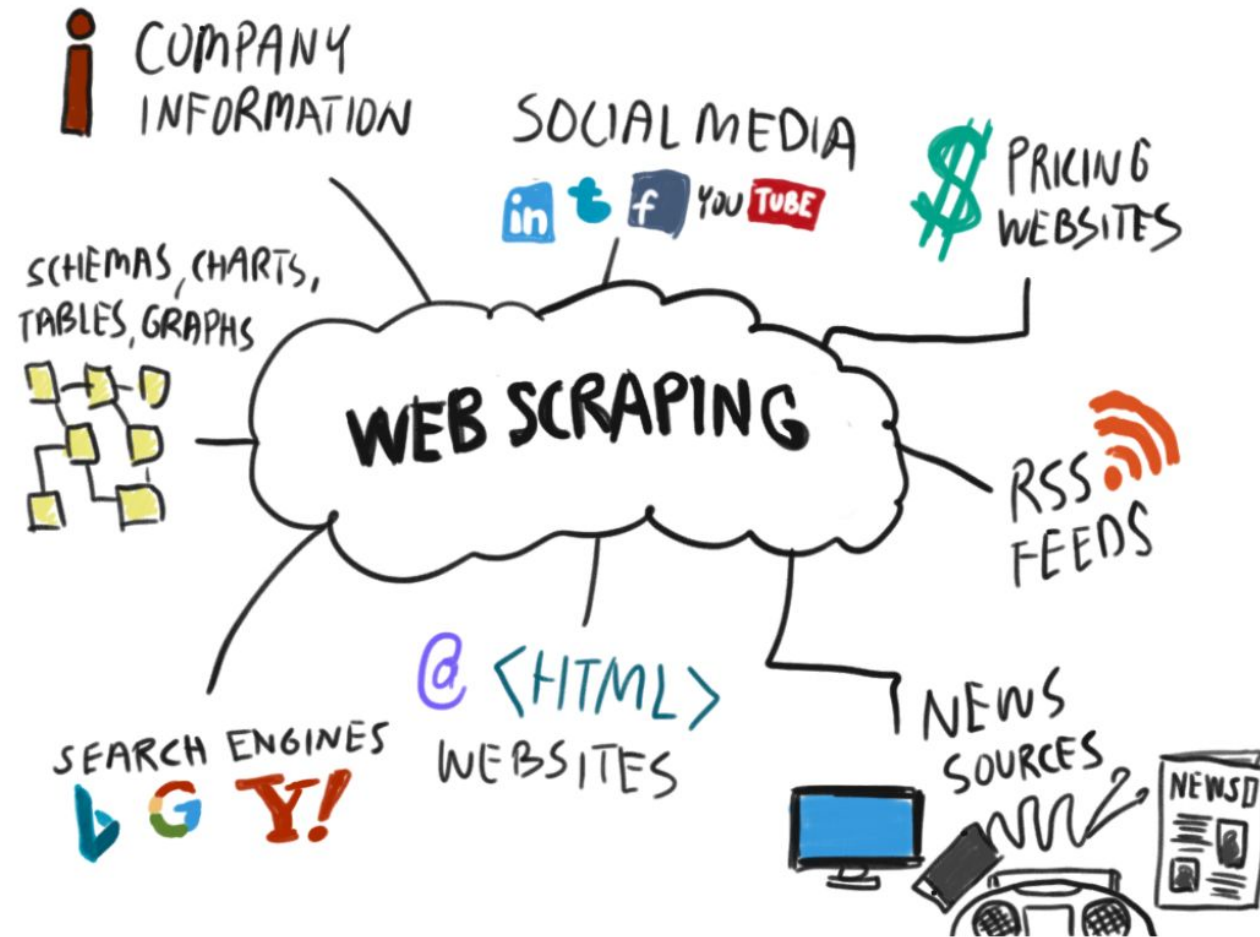 COMPANY
INFORMATION
SOCIAL MEDIA
in t f YOU TUBE
$ PRICING
WEBSITES
SCHEMAS, CHARTS,
TABLES, GRAPHS
WEB SCRAPING
RSS
FEEDS
@ <HTML>
WEBSITES
SEARCH ENGINES
b G Y!
NEWS
SOURCES
NEWS